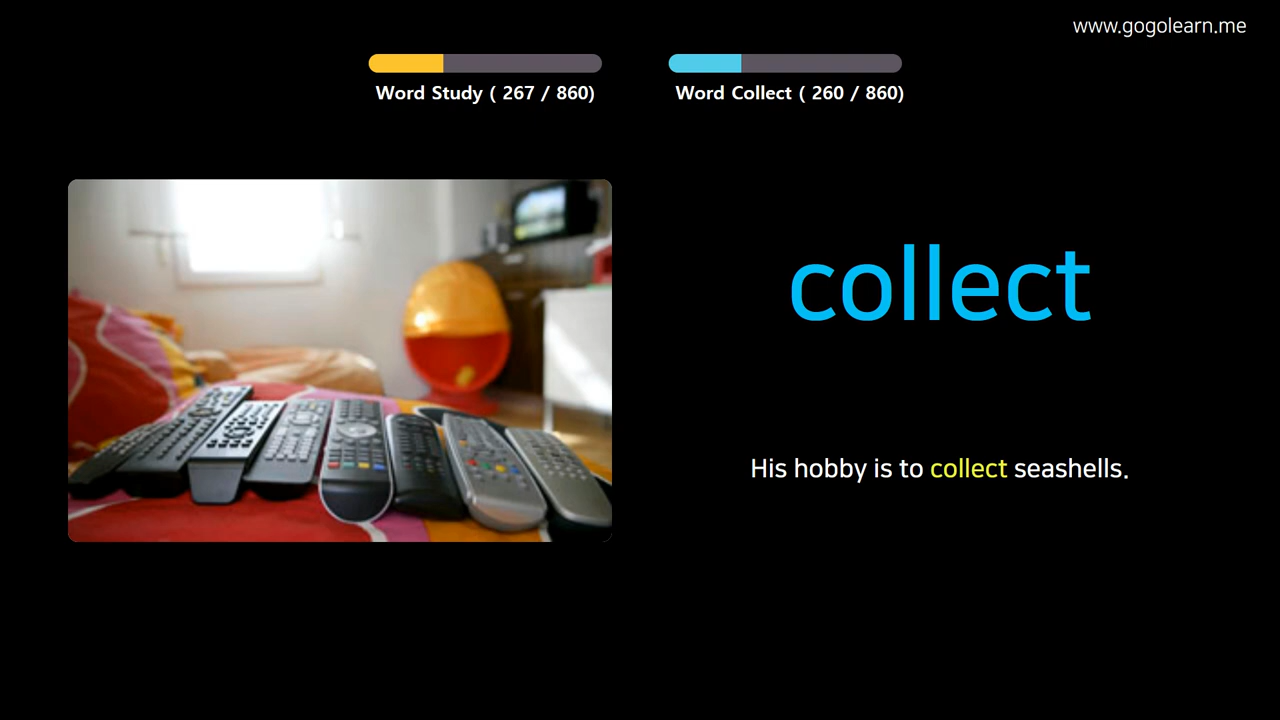 www.gogolearn.me
Word Study ( 267 / 860)
Word Collect ( 260 / 860)
collect
His hobby is to collect seashells.